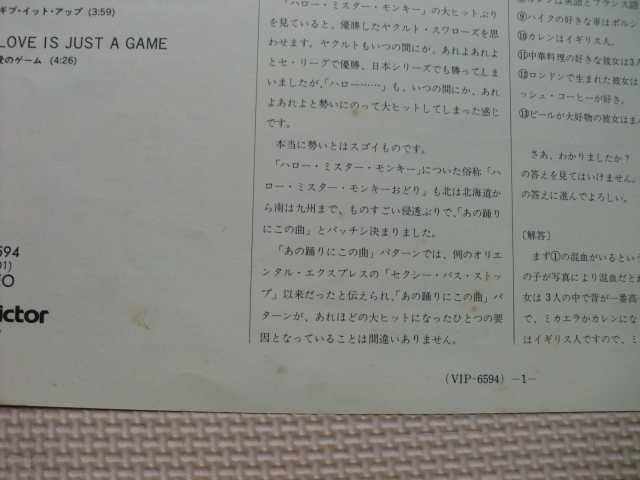 ギブ・イット・アップ (3:59)
LOVE IS JUST A GAME
愛のゲーム (4:26)
594
01)
EO
ictor
「ハロー・ミスター・モンキー」の大ヒットぶり
を見ていると、優勝したヤクルト・スワローズを思
わせます。ヤクルトもいつの間にか、あれよあれよ
とセ・リーグで優勝、日本シリーズでも勝ってしま
いましたが、「ハロー……」も、いつの間にか、あれ
よあれよと勢いにのって大ヒットしてしまった感じ
です。
本当に勢いとはスゴイものです。
「ハロー・ミスター・モンキー」についた俗称「ハ
ロー・ミスター・モンキーおどり」も北は北海道か
ら南は九州まで、ものすごい侵透ぶりで、「あの踊り
にこの曲」とバッチシ決まりました。
「あの踊りにこの曲」パターンでは、例のオリエ
ンタル・エクスプレスの「セクシー・バス・ストッ
プ」以来だったと伝えられ、「あの踊りにこの曲」パ
ターンが、あれほどの大ヒットになったひとつの要
因となっていることは間違いありません。
⑧カレンは英語とフランス語
⑨ハイクの好きな車はポルシ
⑩カレンはイギリス人。
⑪中華料理の好きな彼女は3人
⑫ロンドンで生まれた彼女は
ッシュ・コーヒーが好き。
⑬ビールが大好物の彼女はまん
さあ、わかりましたか？
の答えを見てはいけません。
の答えに進んでよろしい。
〔解答〕
まず①の混血がいるという
の子が写真により混血だとわ
女は3人の中で背が一番高
で、ミカエラかカレンにな
はイギリス人ですので、ミ
(VIP-6594) -1-